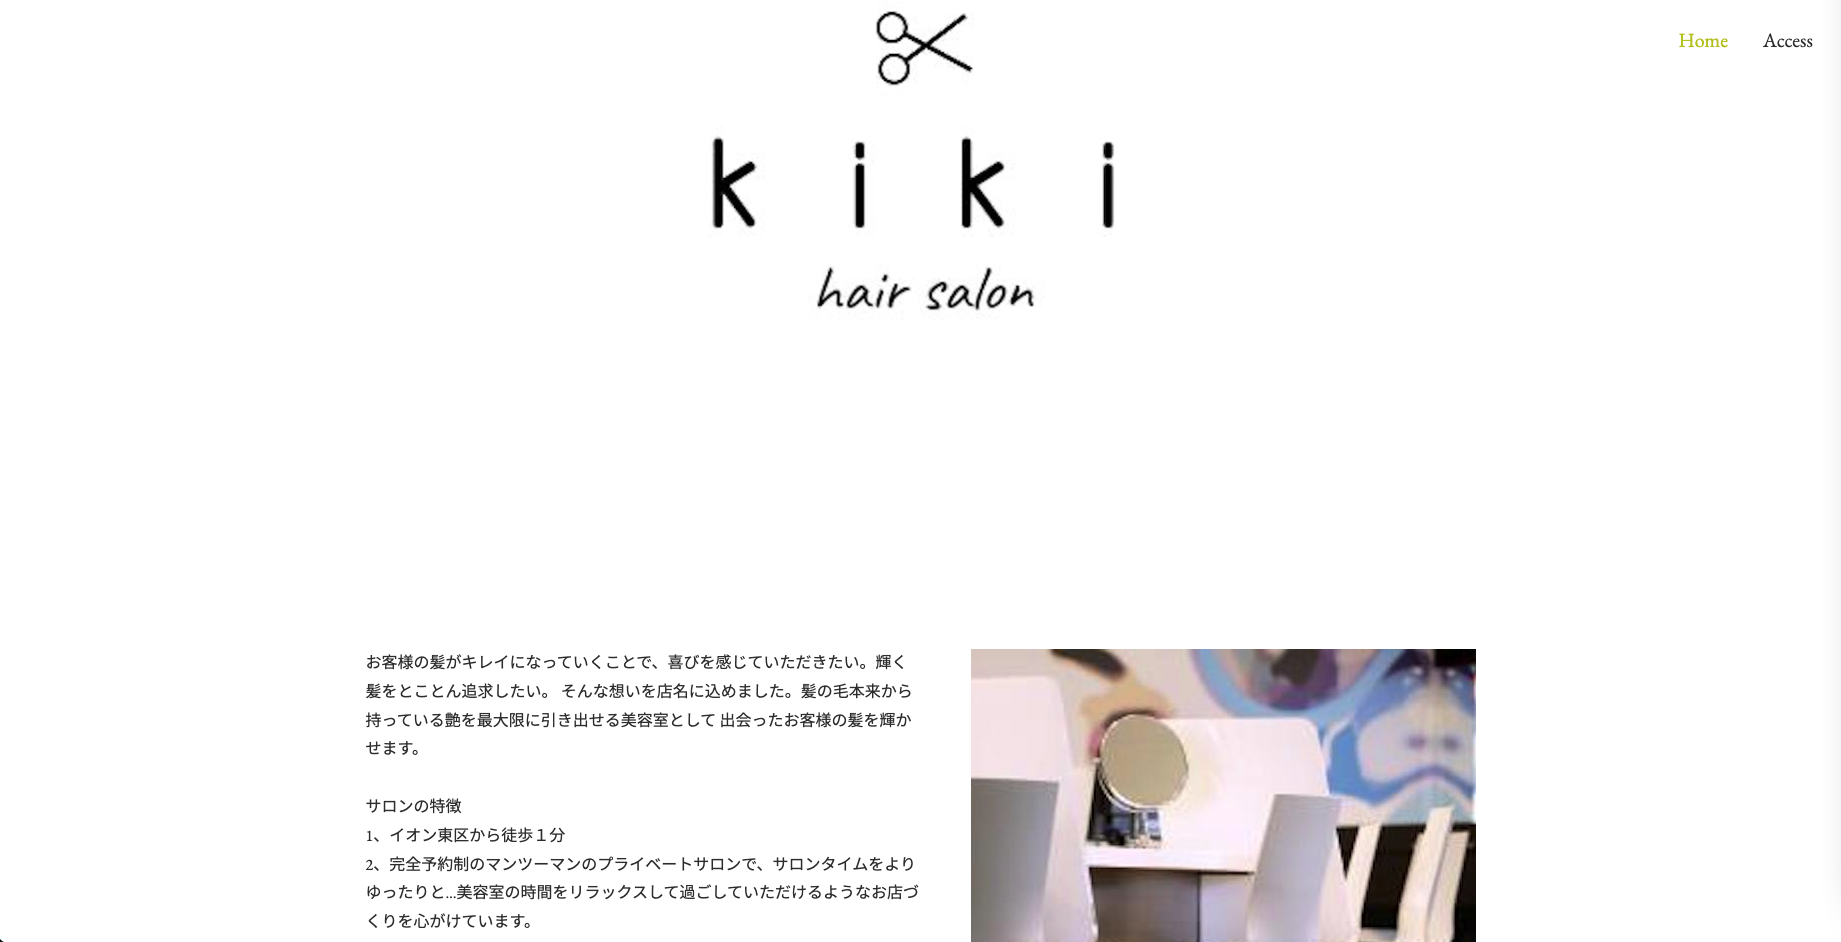 Home Access
k i k i
hair salon
お客様の髪がキレイになっていくことで、喜びを感じていただきたい。輝く
髪をとことん追求したい。 そんな想いを店名に込めました。髪の毛本来から
持っている艶を最大限に引き出せる美容室として 出会ったお客様の髪を輝か
せます。
サロンの特徴
1、イオン東区から徒歩１分
2、完全予約制のマンツーマンのプライベートサロンで、サロンタイムをより
ゆったりと...美容室の時間をリラックスして過ごしていただけるようなお店づ
くりを心がけています。